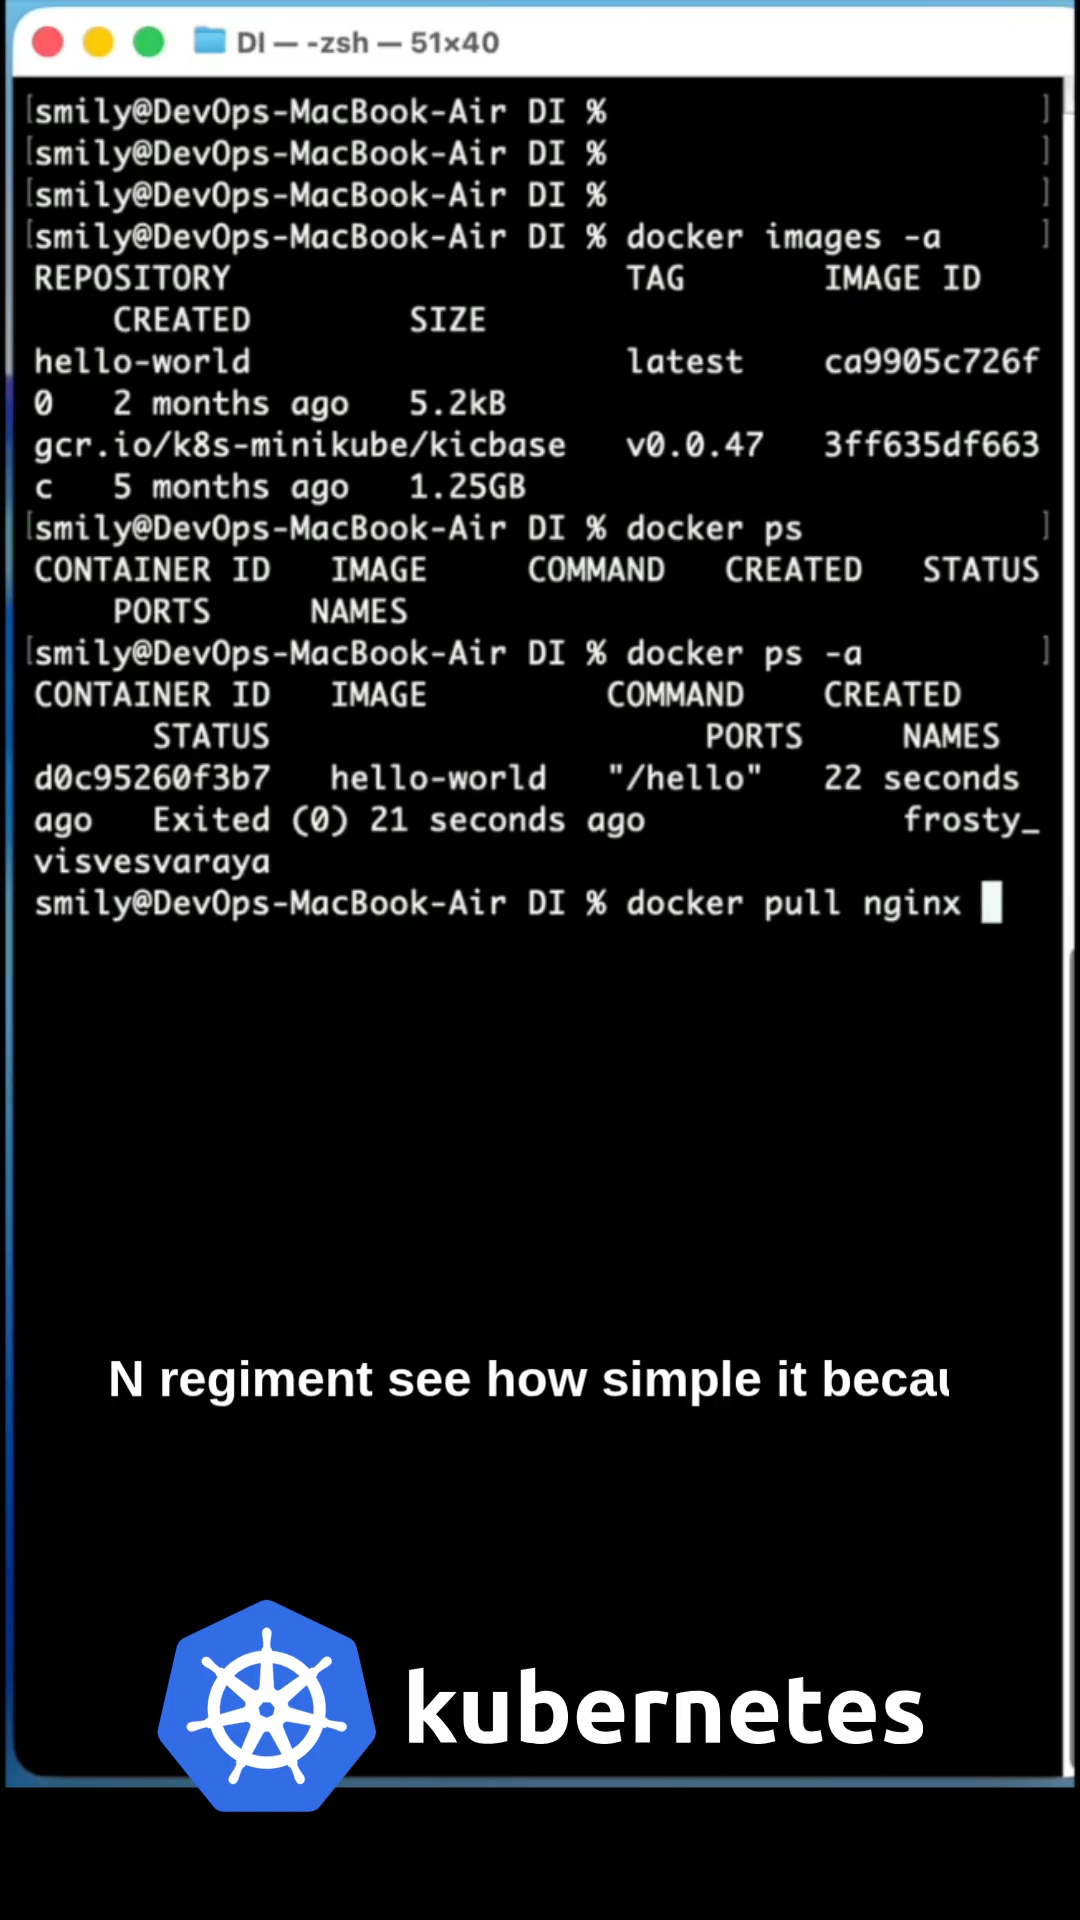 DI — -zsh — 51×40
[smily@DevOps-MacBook-Air DI % ]
[smily@DevOps-MacBook-Air DI % ]
[smily@DevOps-MacBook-Air DI % ]
[smily@DevOps-MacBook-Air DI % docker images -a ]
REPOSITORY TAG IMAGE ID
CREATED SIZE
hello-world latest ca9905c726f
0 2 months ago 5.2kB
gcr.io/k8s-minikube/kicbase v0.0.47 3ff635df663
c 5 months ago 1.25GB
[smily@DevOps-MacBook-Air DI % docker ps ]
CONTAINER ID IMAGE COMMAND CREATED STATUS
PORTS NAMES
[smily@DevOps-MacBook-Air DI % docker ps -a ]
CONTAINER ID IMAGE COMMAND CREATED
STATUS PORTS NAMES
d0c95260f3b7 hello-world "/hello" 22 seconds
ago Exited (0) 21 seconds ago frosty_
visvesvaraya
smily@DevOps-MacBook-Air DI % docker pull nginx
N regiment see how simple it becau
kubernetes